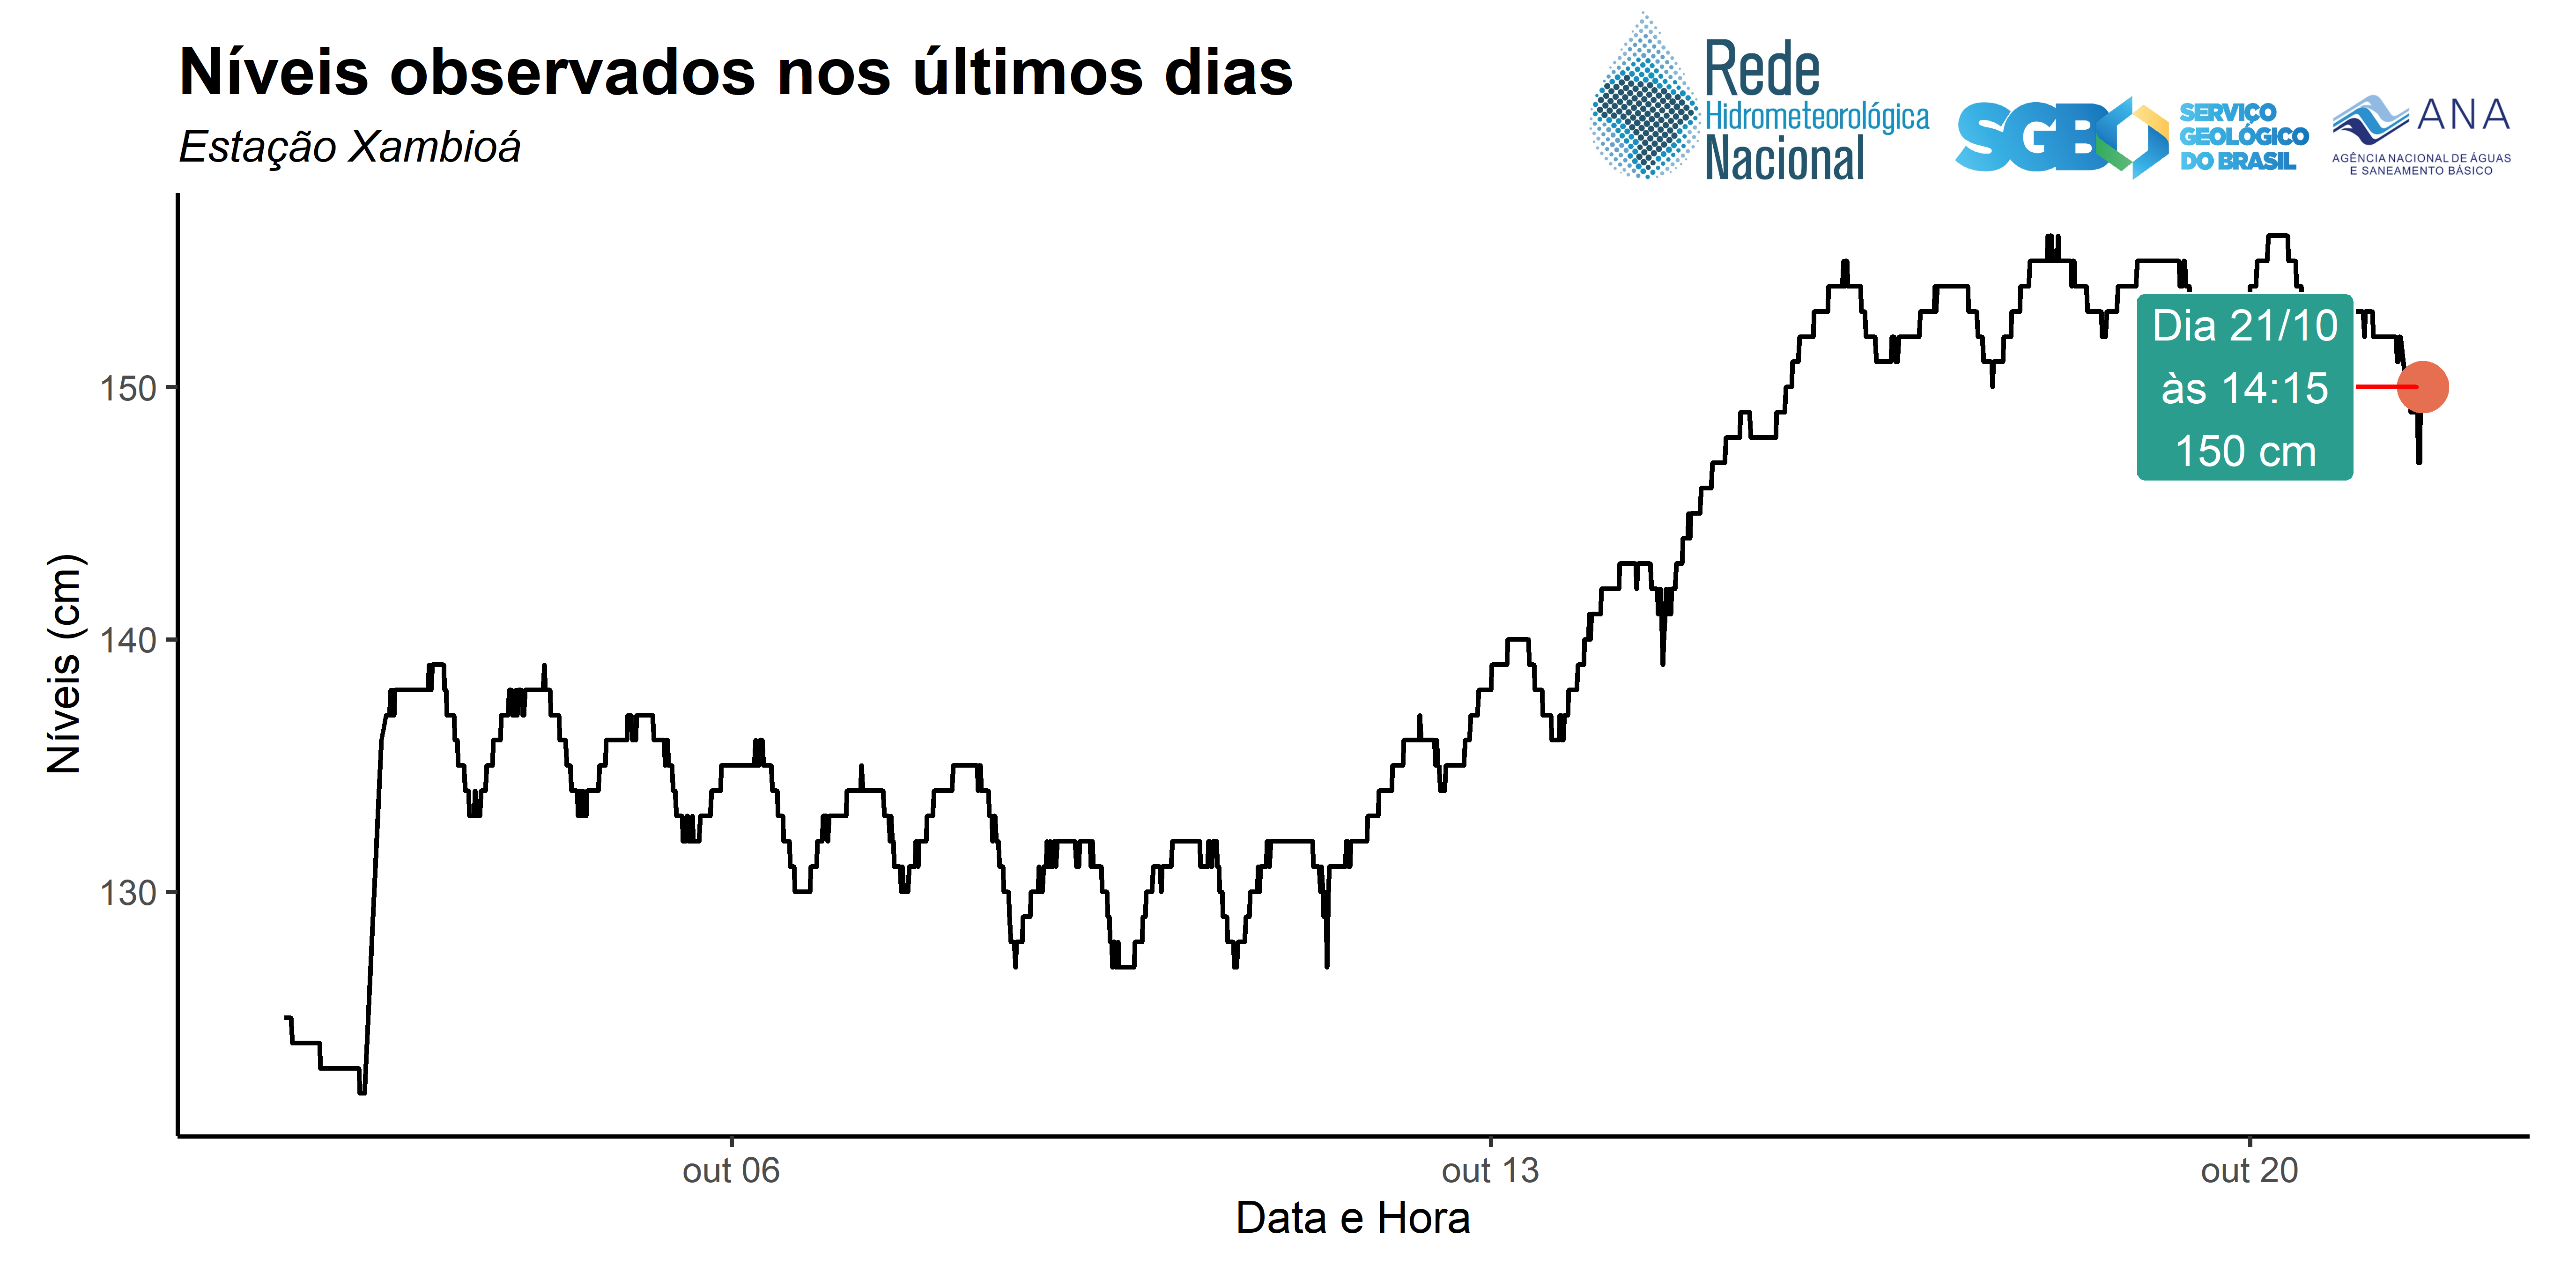 Níveis observados nos últimos dias
Estação Xambioá
Rede
Hidrometeorológica
Nacional
SGB
SERVIÇO
GEOLÓGICO
DO BRASIL
ANA
AGÊNCIA NACIONAL DE ÁGUAS
E SANEAMENTO BÁSICO
Níveis (cm)
150
140
130
Dia 21/10
às 14:15
150 cm
out 06
out 13
out 20
Data e Hora